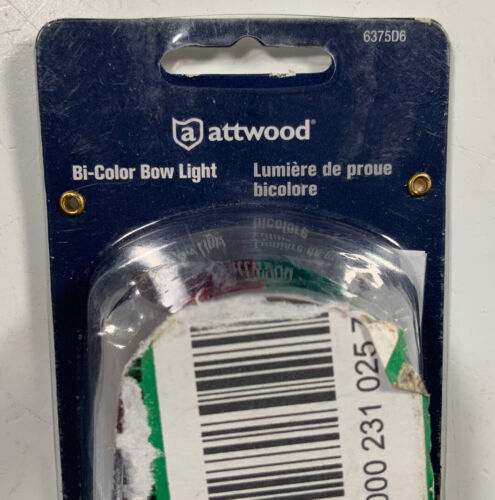 6375D6
attwood®
Bi-Color Bow Light
Lumière de proue
bicolore
000 231 025 7